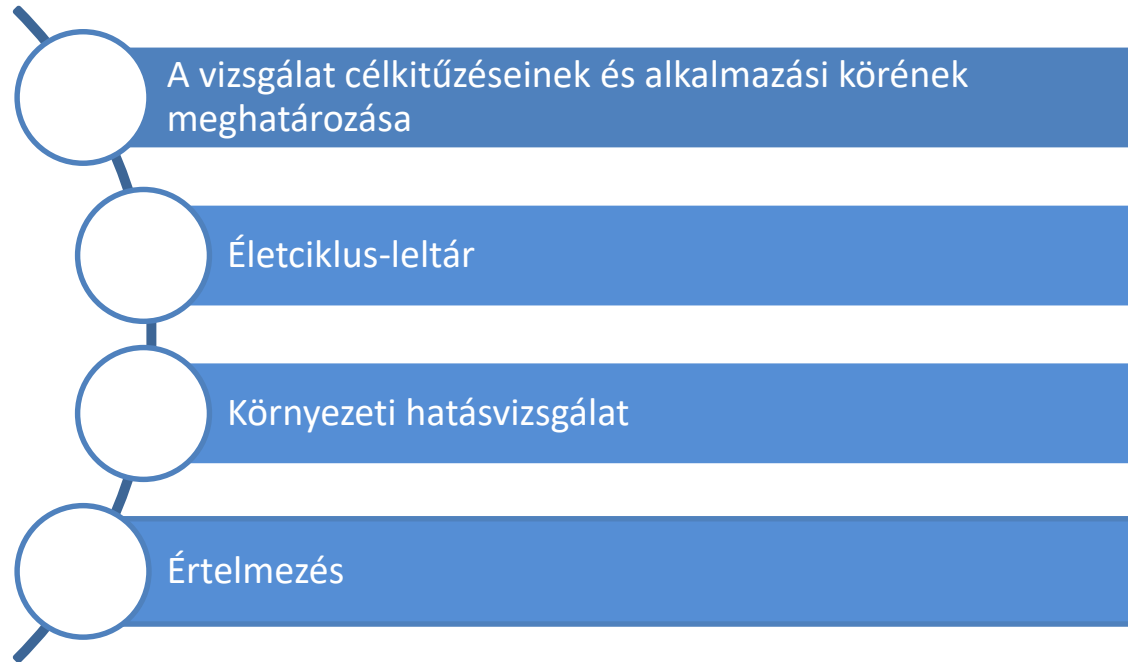 A vizsgálat célkitűzéseinek és alkalmazási körének
meghatározása
Életciklus-leltár
Környezeti hatásvizsgálat
Értelmezés